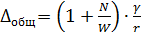 Δобщ = (1 + N/W) · γ/r